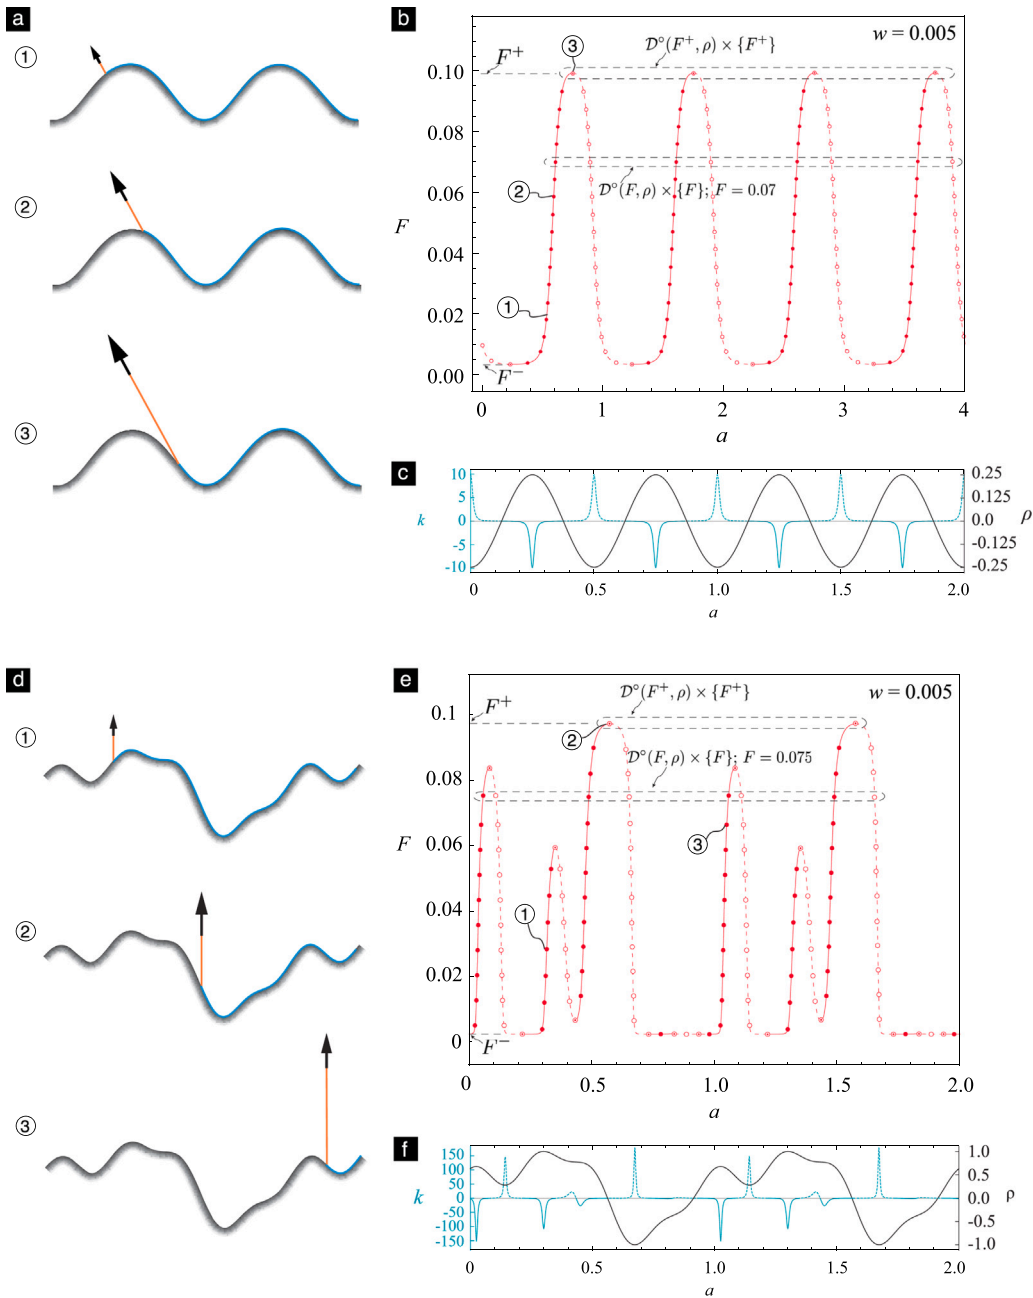 a
①
②
③
b
w = 0.005
𝒟°(F⁺, ρ) × {F⁺}
③
F⁺
0.10
0.08
𝒟°(F, ρ) × {F}; F = 0.07
②
0.06
F
0.04
①
0.02
F⁻
0.00
0 1 2 3 4
a
c
10 5 0 -5 -10
k
0.25 0.125 0.0 -0.125 -0.25
ρ
0 0.5 1.0 1.5 2.0
a
d
①
②
③
e
w = 0.005
𝒟°(F⁺, ρ) × {F⁺}
F⁺
0.1
②
𝒟°(F, ρ) × {F}; F = 0.075
0.08
③
0.06
F
①
0.04
0.02
F⁻
0
0 0.5 1.0 1.5 2.0
a
f
150 100 50 0 -50 -100 -150
k
1.0 0.5 0.0 -0.5 -1.0
ρ
0 0.5 1.0 1.5 2.0
a